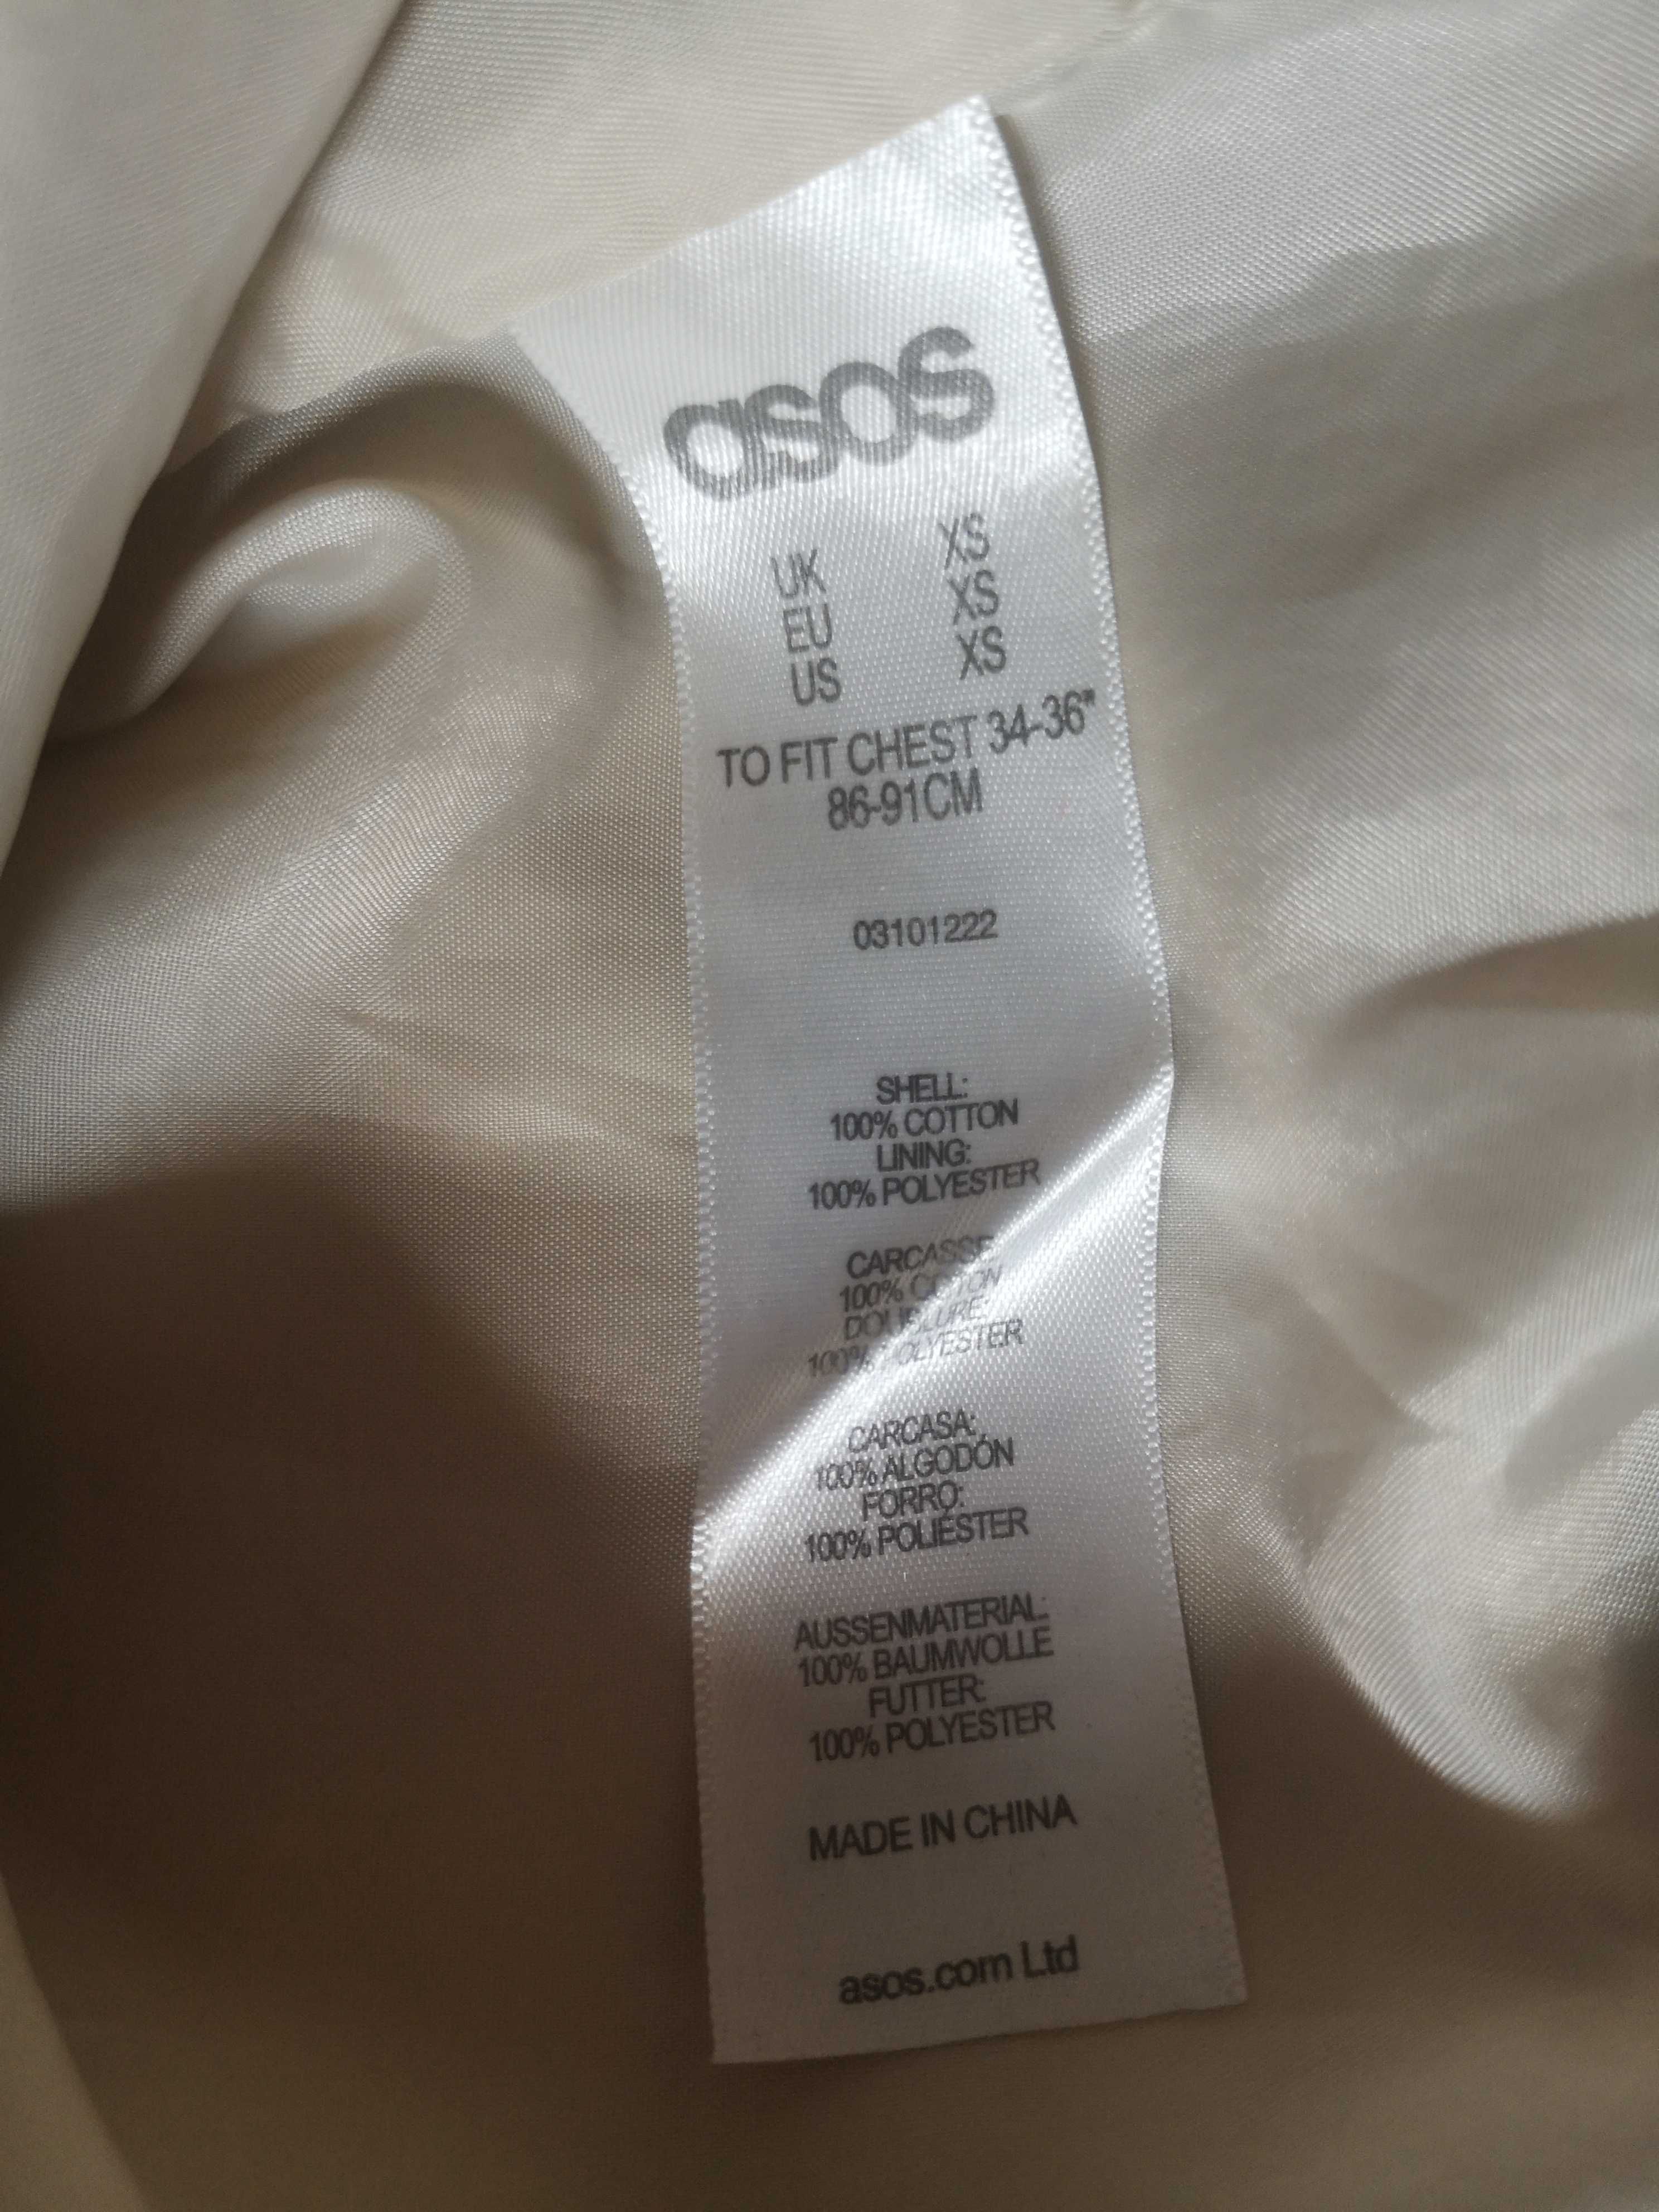 asos
UK XS
EU XS
US XS
TO FIT CHEST 34-36"
86-91CM
03101222
SHELL:
100% COTTON
LINING:
100% POLYESTER
CARCASSE
100% COTON
DOUBLURE:
100% POLYESTER
CARCASA:
100% ALGODÓN
FORRO:
100% POLIÉSTER
AUSSENMATERIAL:
100% BAUMWOLLE
FUTTER:
100% POLYESTER
MADE IN CHINA
asos.com Ltd